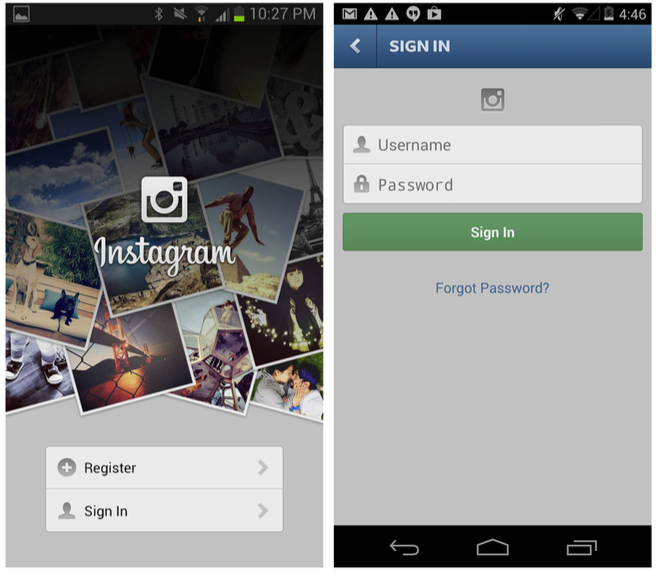 10:27 PM
Instagram
Register
Sign In
4:46
SIGN IN
Username
Password
Sign In
Forgot Password?